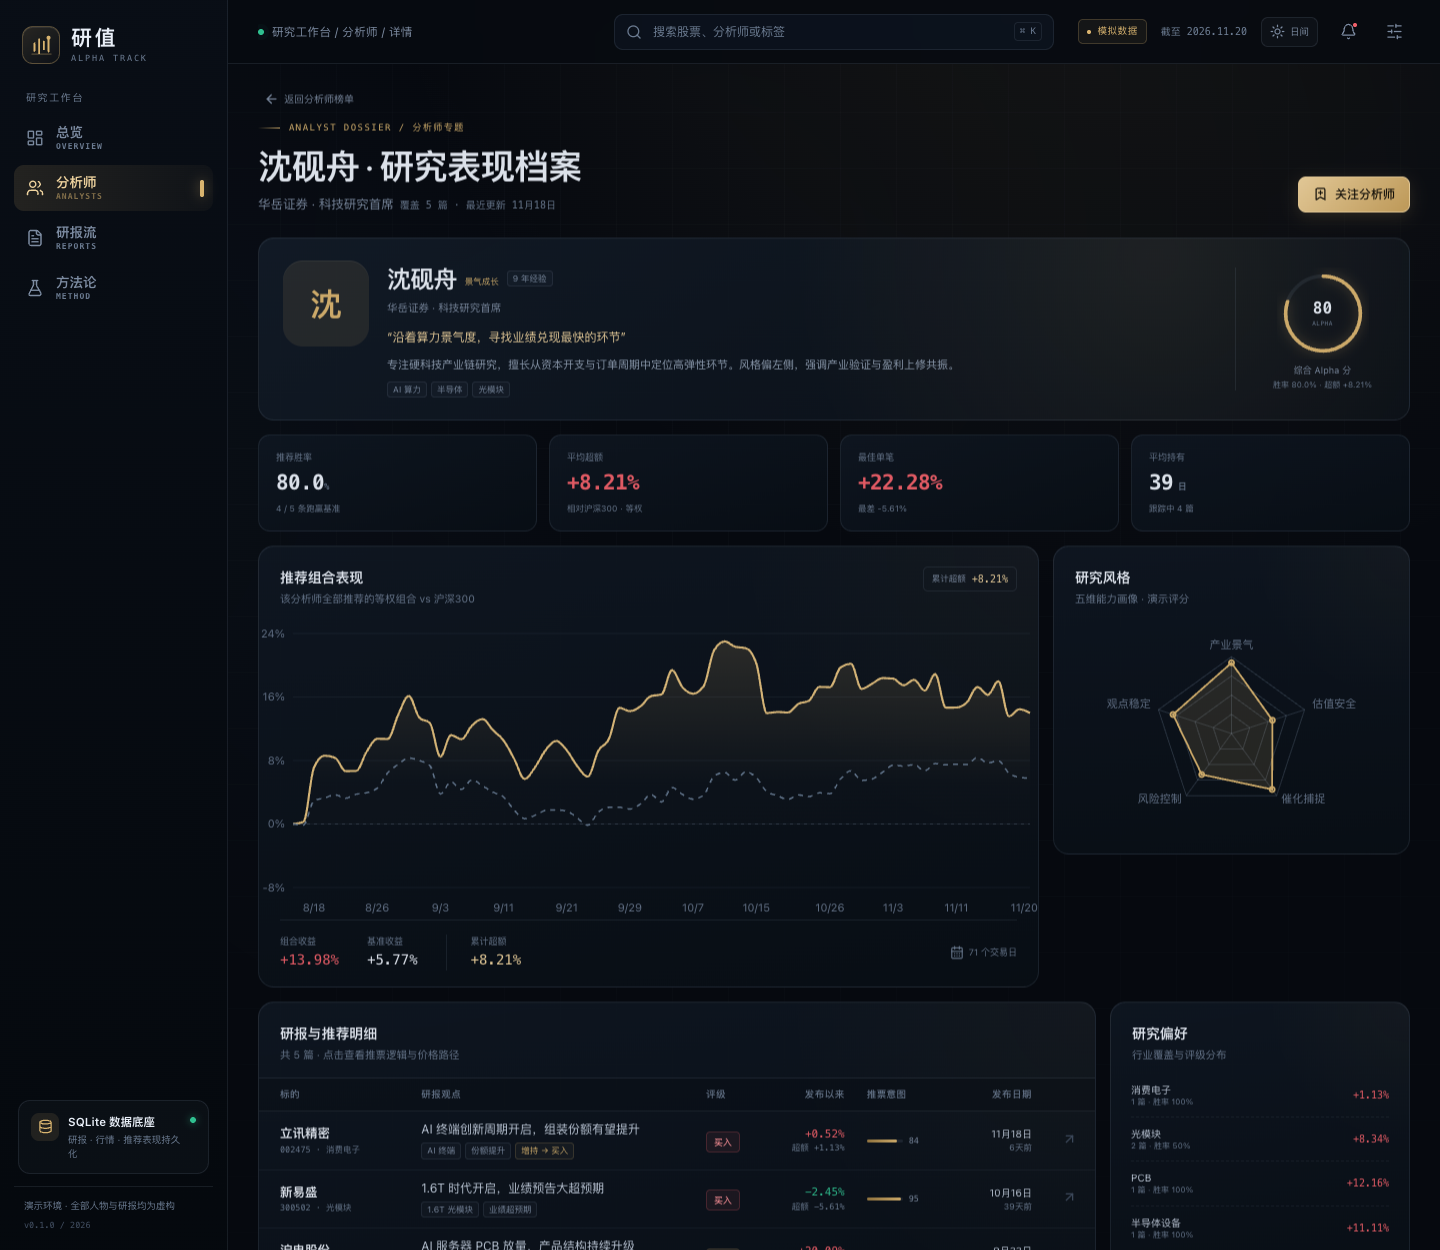 研值
ALPHA TRACK
研究工作台
总览
OVERVIEW
分析师
ANALYSTS
研报流
REPORTS
方法论
METHOD
SQLite 数据底座
研报 · 行情 · 推荐表现持久化
演示环境 · 全部人物与研报均为虚构
v0.1.0 / 2026
研究工作台 / 分析师 / 详情
搜索股票、分析师或标签
⌘ K
模拟数据
截至 2026.11.20
日间
返回分析师榜单
ANALYST DOSSIER / 分析师专题
沈砚舟 · 研究表现档案
华岳证券 · 科技研究首席 覆盖 5 篇 · 最近更新 11月18日
关注分析师
沈
沈砚舟 景气成长 9 年经验
华岳证券 · 科技研究首席
“沿着算力景气度，寻找业绩兑现最快的环节”
专注硬科技产业链研究，擅长从资本开支与订单周期中定位高弹性环节。风格偏左侧，强调产业验证与盈利上修共振。
AI 算力 半导体 光模块
80
ALPHA
综合 Alpha 分
胜率 80.0% · 超额 +8.21%
推荐胜率
80.0%
4 / 5 条跑赢基准
平均超额
+8.21%
相对沪深300 · 等权
最佳单笔
+22.28%
最差 -5.61%
平均持有
39 日
跟踪中 4 篇
推荐组合表现
该分析师全部推荐的等权组合 vs 沪深300
累计超额 +8.21%
24%
16%
8%
0%
-8%
8/18 8/26 9/3 9/11 9/21 9/29 10/7 10/15 10/26 11/3 11/11 11/20
组合收益
+13.98%
基准收益
+5.77%
累计超额
+8.21%
71 个交易日
研究风格
五维能力画像 · 演示评分
产业景气
估值安全
催化捕捉
风险控制
观点稳定
研报与推荐明细
共 5 篇 · 点击查看推票逻辑与价格路径
标的 研报观点 评级 发布以来 推票意图 发布日期
立讯精密
002475 · 消费电子
AI 终端创新周期开启，组装份额有望提升
AI 终端 份额提升 增持 → 买入
买入
+0.52%
超额 +1.13%
84
11月18日
6天前
新易盛
300502 · 光模块
1.6T 时代开启，业绩预告大超预期
1.6T 光模块 业绩超预期
买入
-2.45%
超额 -5.61%
95
10月16日
39天前
沪电股份
AI 服务器 PCB 放量，产品结构持续升级
研究偏好
行业覆盖与评级分布
消费电子
1 篇 · 胜率 100%
+1.13%
光模块
2 篇 · 胜率 50%
+8.34%
PCB
1 篇 · 胜率 100%
+12.16%
半导体设备
1 篇 · 胜率 100%
+11.11%